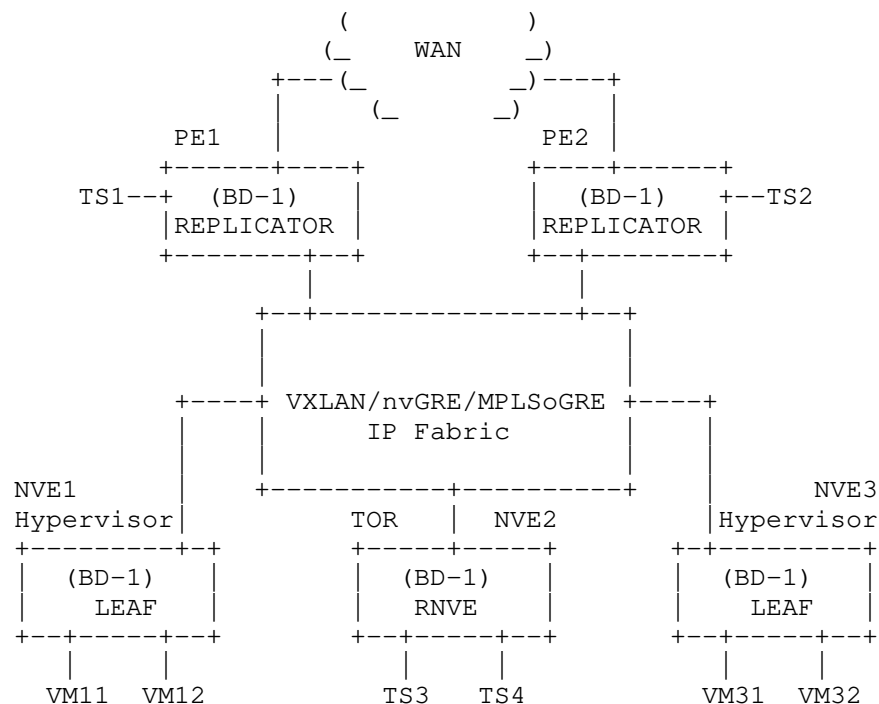 WAN
PE1 PE2
TS1 (BD-1) (BD-1) TS2
REPLICATOR REPLICATOR
VXLAN/nvGRE/MPLSoGRE
IP Fabric
NVE1 NVE3
Hypervisor TOR NVE2 Hypervisor
(BD-1) (BD-1) (BD-1)
LEAF RNVE LEAF
VM11 VM12 TS3 TS4 VM31 VM32